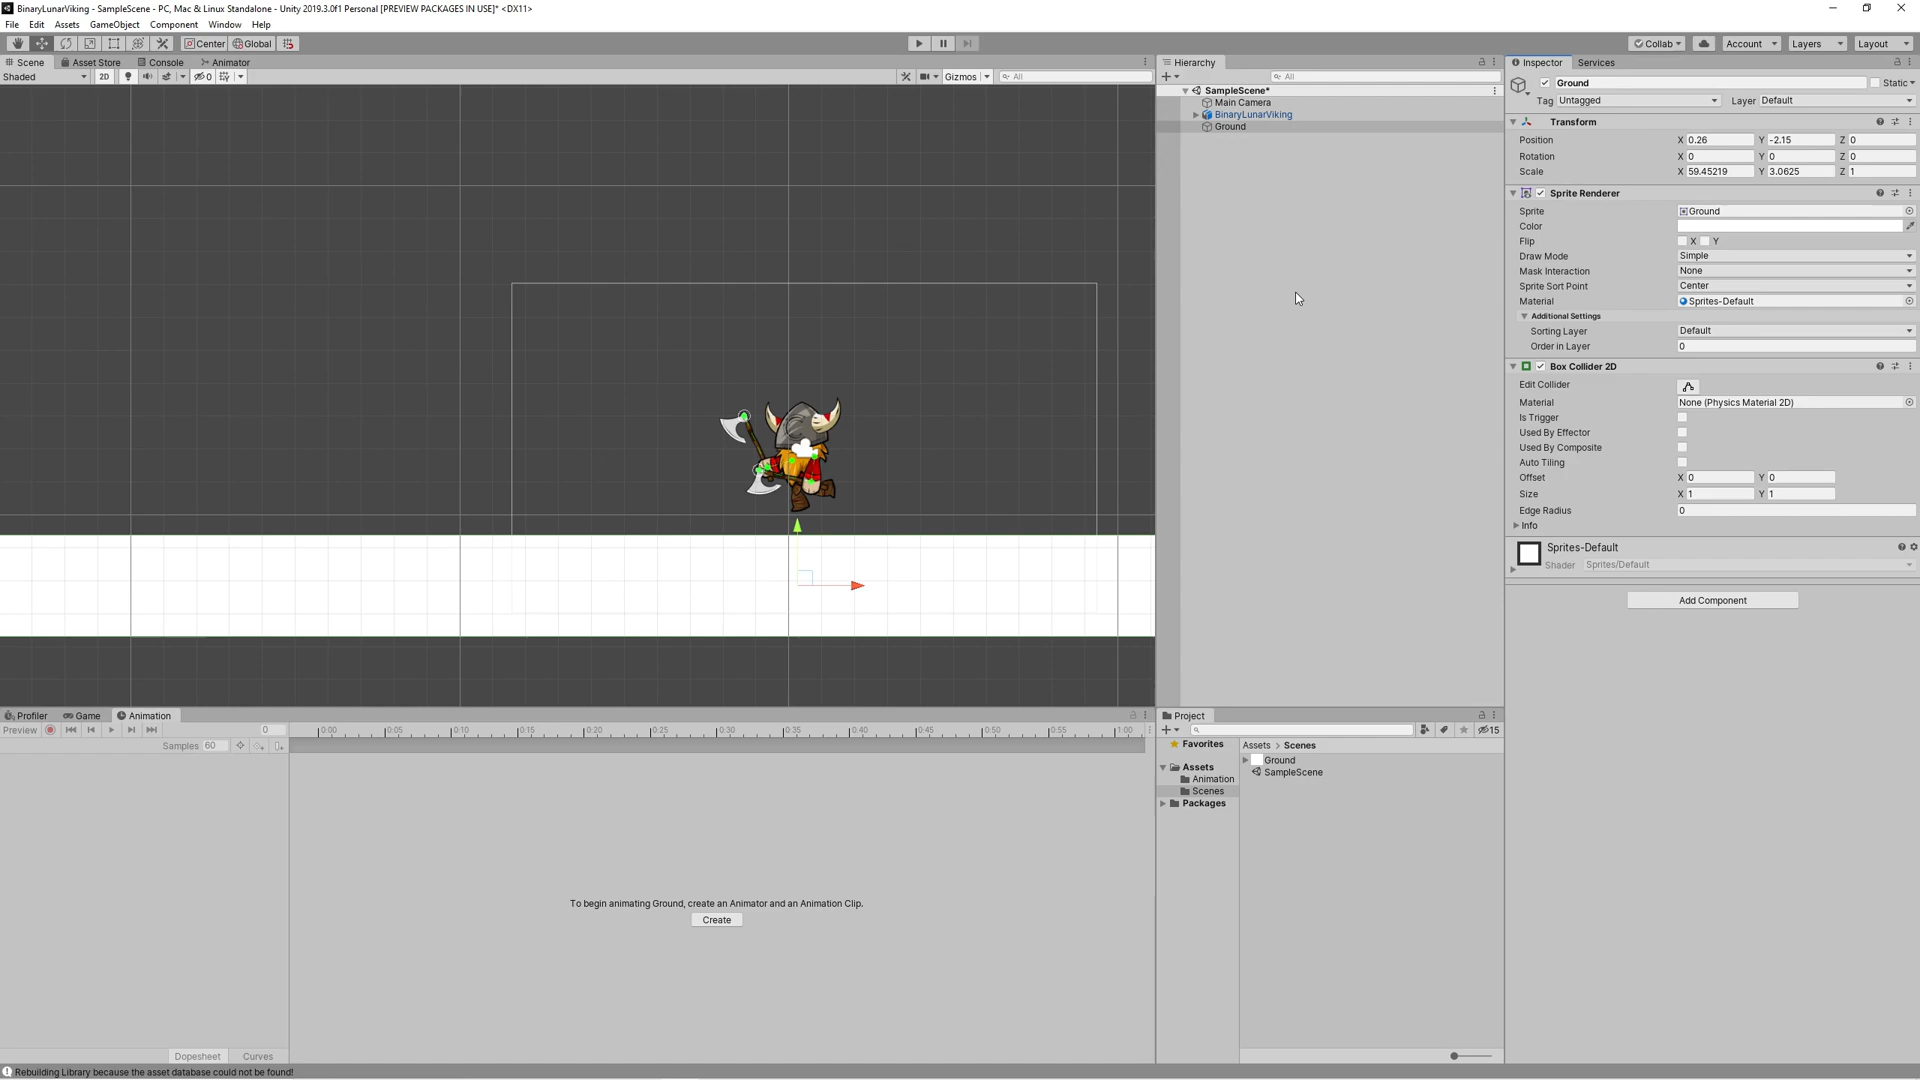 BinaryLunarViking - SampleScene - PC, Mac & Linux Standalone - Unity 2019.3.0f1 Personal [PREVIEW PACKAGES IN USE]* <DX11>
File Edit Assets GameObject Component Window Help
Center Global Collab Account Layers Layout
Scene Asset Store Console Animator
Shaded 2D 0 Gizmos All
Hierarchy
All
SampleScene*
Main Camera
BinaryLunarViking
Ground
Inspector Services
Ground Static
Tag Untagged Layer Default
Transform
Position X 0.26 Y -2.15 Z 0
Rotation X 0 Y 0 Z 0
Scale X 59.45219 Y 3.0625 Z 1
Sprite Renderer
Sprite Ground
Color
Flip X Y
Draw Mode Simple
Mask Interaction None
Sprite Sort Point Center
Material Sprites-Default
Additional Settings
Sorting Layer Default
Order in Layer 0
Box Collider 2D
Edit Collider
Material None (Physics Material 2D)
Is Trigger
Used By Effector
Used By Composite
Auto Tiling
Offset X 0 Y 0
Size X 1 Y 1
Edge Radius 0
Info
Sprites-Default
Shader Sprites/Default
Add Component
Profiler Game Animation
Preview 0 0:00 0:05 0:10 0:15 0:20 0:25 0:30 0:35 0:40 0:45 0:50 0:55 1:00
Samples 60
To begin animating Ground, create an Animator and an Animation Clip.
Create
Dopesheet Curves
Project
15
Favorites
Assets
Animation
Scenes
Packages
Assets > Scenes
Ground
SampleScene
Rebuilding Library because the asset database could not be found!